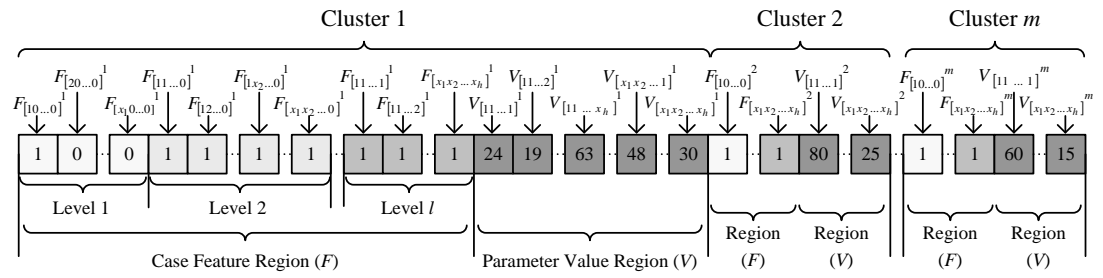 Cluster 1 Cluster 2 Cluster m
F[20...0]^1 F[11...0]^1 F[1x2...0]^1 F[11...1]^1 F[x1x2...xh]^1 V[11...2]^1 V[x1x2...1]^1 F[10...0]^2 V[11...1]^2 F[10...0]^m V[11...1]^m
F[10...0]^1 F[x10...0]^1 F[12...0]^1 F[x1x2...0]^1 F[11...2]^1 V[11...1]^1 V[11...xh]^1 V[x1x2...xh]^1 F[x1x2...xh]^2 V[x1x2...xh]^2 F[x1x2...xh]^m V[x1x2...xh]^m
1 0 ... 0 1 1 ... 1 ... 1 ... 1 1 ... 1 24 19 ... 63 ... 48 ... 30 1 ... 1 80 ... 25 ... 1 ... 1 60 ... 15
Level 1 Level 2 Level l
Region (F) Region (V) Region (F) Region (V)
Case Feature Region (F) Parameter Value Region (V)